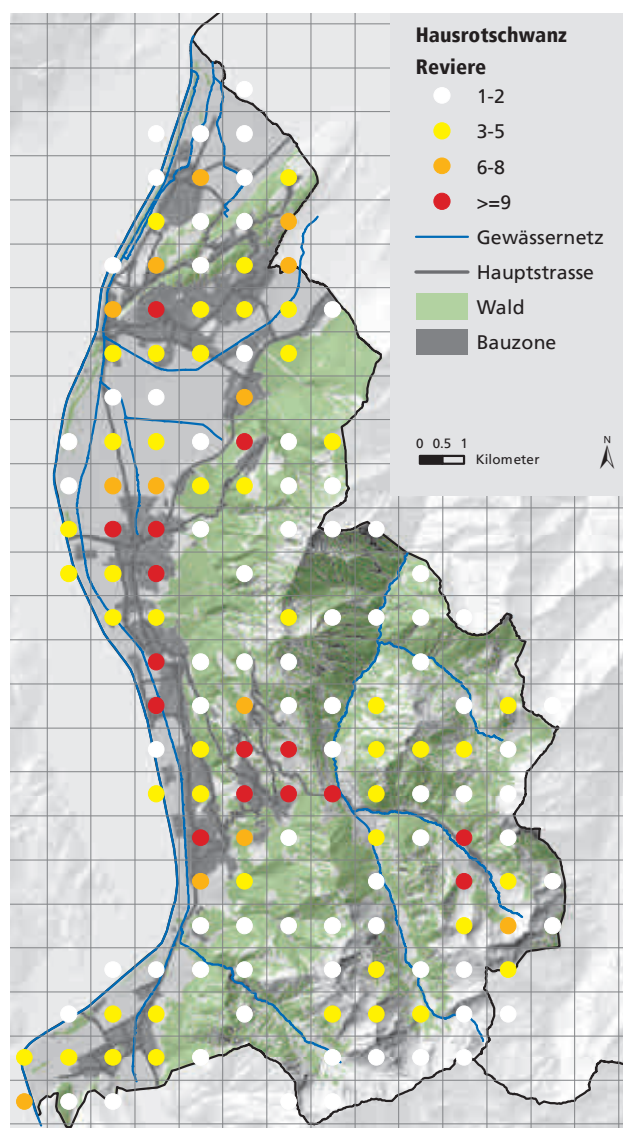 Hausrotschwanz
Reviere
1-2
3-5
6-8
>=9
Gewässernetz
Hauptstrasse
Wald
Bauzone
0 0.5 1 Kilometer
N